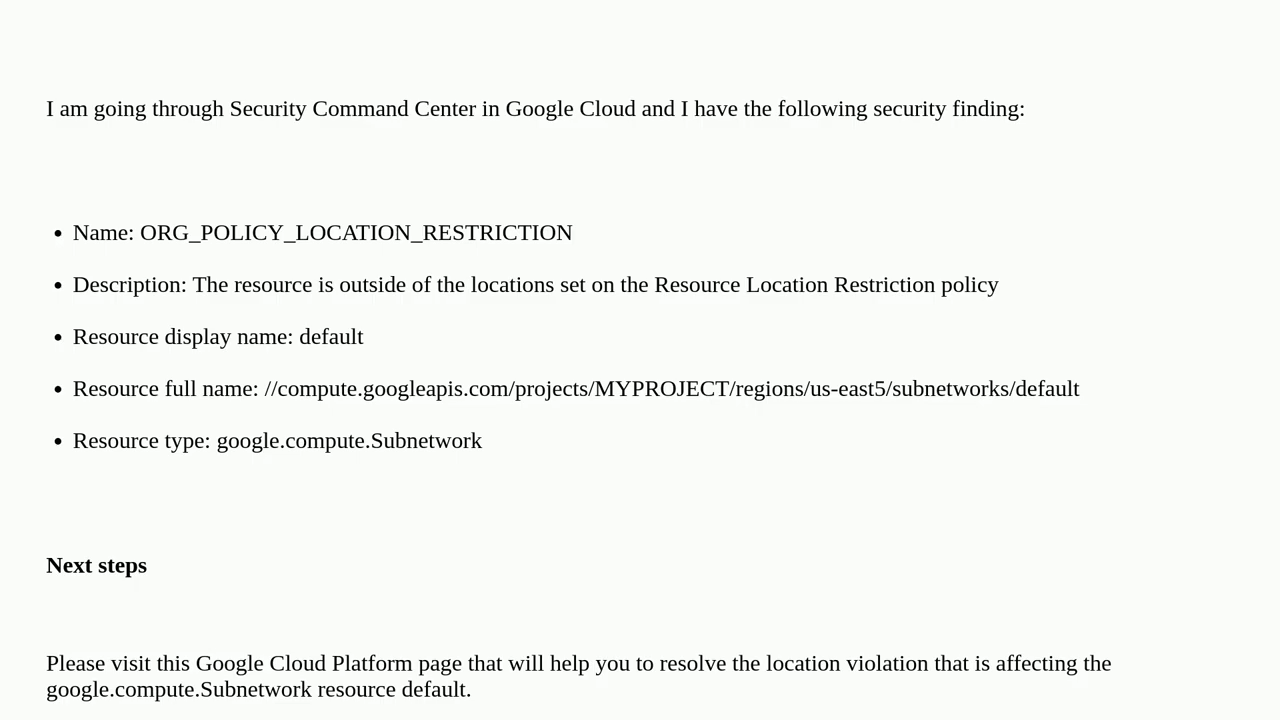 I am going through Security Command Center in Google Cloud and I have the following security finding:
• Name: ORG_POLICY_LOCATION_RESTRICTION
• Description: The resource is outside of the locations set on the Resource Location Restriction policy
• Resource display name: default
• Resource full name: //compute.googleapis.com/projects/MYPROJECT/regions/us-east5/subnetworks/default
• Resource type: google.compute.Subnetwork
Next steps
Please visit this Google Cloud Platform page that will help you to resolve the location violation that is affecting the
google.compute.Subnetwork resource default.